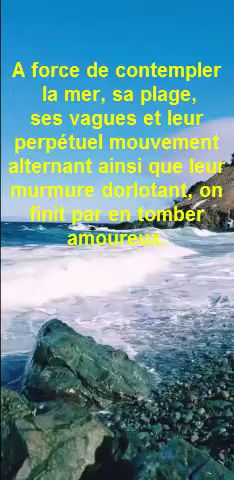 A force de contempler
la mer, sa plage,
ses vagues et leur
perpétuel mouvement
alternant ainsi que leur
murmure dorlotant, on
finit par en tomber
amoureux.